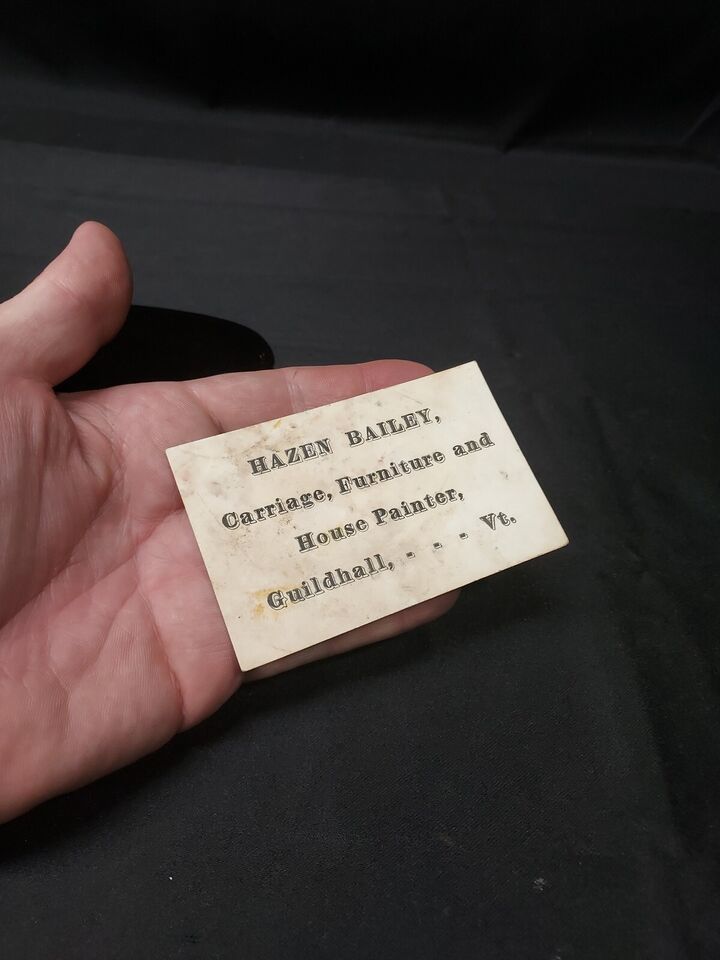 HAZEN BAILEY,
Carriage, Furniture and
House Painter,
Guildhall, - - - Vt.